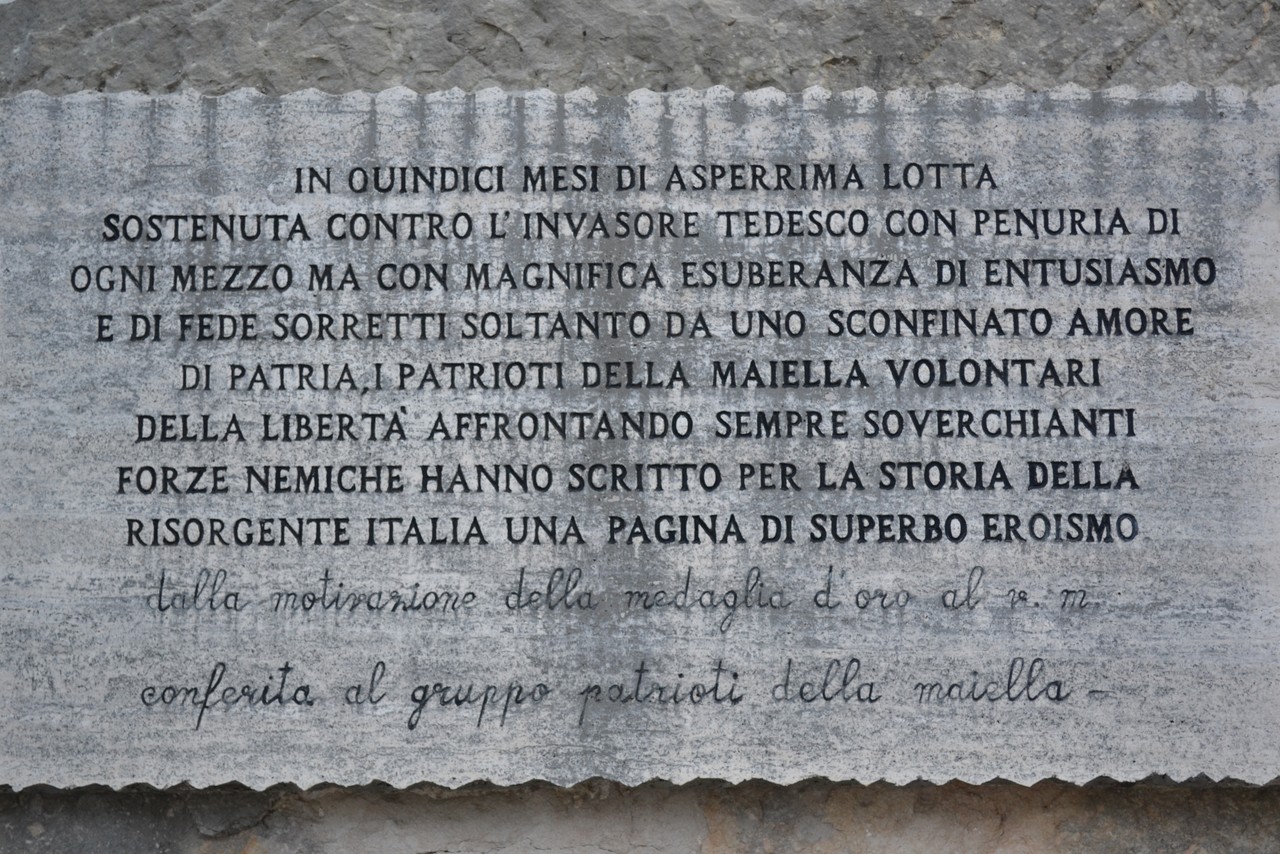 IN QUINDICI MESI DI ASPERRIMA LOTTA
SOSTENUTA CONTRO L'INVASORE TEDESCO CON PENURIA DI
OGNI MEZZO MA CON MAGNIFICA ESUBERANZA DI ENTUSIASMO
E DI FEDE SORRETTI SOLTANTO DA UNO SCONFINATO AMORE
DI PATRIA, I PATRIOTI DELLA MAIELLA VOLONTARI
DELLA LIBERTÀ AFFRONTANDO SEMPRE SOVERCHIANTI
FORZE NEMICHE HANNO SCRITTO PER LA STORIA DELLA
RISORGENTE ITALIA UNA PAGINA DI SUPERBO EROISMO
dalla motivazione della medaglia d'oro al v. m.
conferita al gruppo patrioti della maiella –